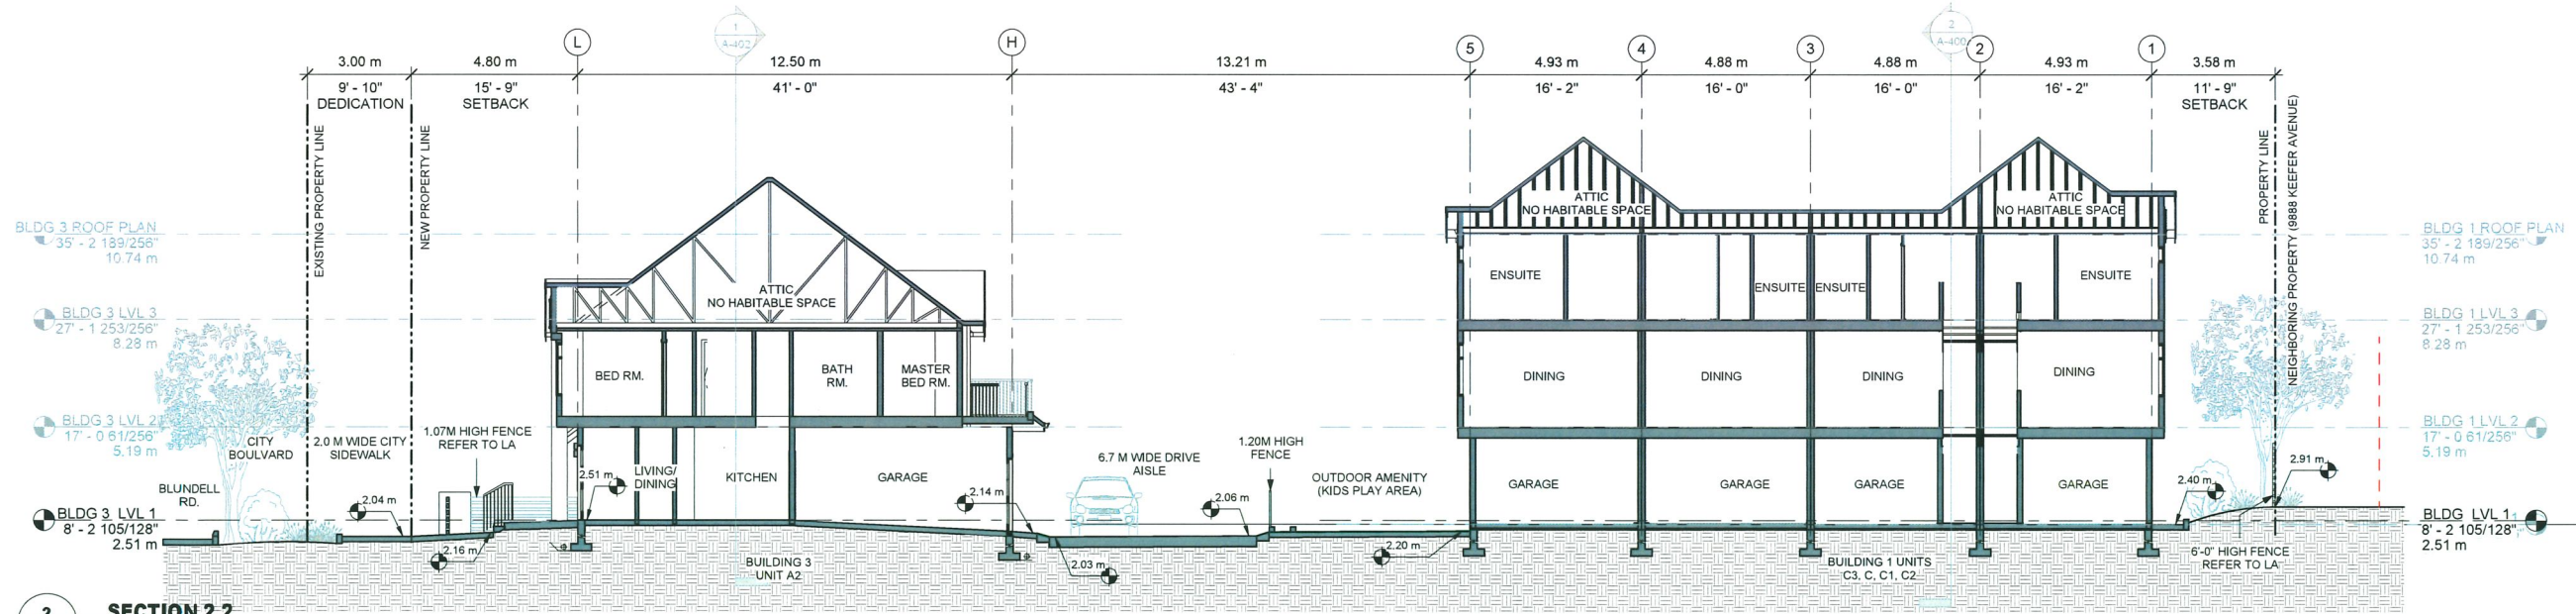 L
1
A-402
H
5
4
3
2
A-400
2
1
3.00 m
4.80 m
12.50 m
13.21 m
4.93 m
4.88 m
4.88 m
4.93 m
3.58 m
9' - 10"
15' - 9"
41' - 0"
43' - 4"
16' - 2"
16' - 0"
16' - 0"
16' - 2"
11' - 9"
DEDICATION
SETBACK
SETBACK
EXISTING PROPERTY LINE
NEW PROPERTY LINE
PROPERTY LINE
NEIGHBORING PROPERTY (9888 KEEFER AVENUE)
BLDG 3 ROOF PLAN
35' - 2 189/256"
10.74 m
BLDG 3 LVL 3
27' - 1 253/256"
8.28 m
BLDG 3 LVL 2
17' - 0 61/256"
5.19 m
BLDG 3 LVL 1
8' - 2 105/128"
2.51 m
BLUNDELL
RD.
CITY
BOULVARD
2.0 M WIDE CITY
SIDEWALK
2.04 m
1.07M HIGH FENCE
REFER TO LA
2.16 m
2.51 m
ATTIC
NO HABITABLE SPACE
BED RM.
BATH
RM.
MASTER
BED RM.
LIVING/
DINING
KITCHEN
GARAGE
2.14 m
BUILDING 3
UNIT A2
2.03 m
6.7 M WIDE DRIVE
AISLE
2.06 m
1.20M HIGH
FENCE
OUTDOOR AMENITY
(KIDS PLAY AREA)
2.20 m
ATTIC
NO HABITABLE SPACE
ATTIC
NO HABITABLE SPACE
ENSUITE
ENSUITE
ENSUITE
ENSUITE
DINING
DINING
DINING
DINING
GARAGE
GARAGE
GARAGE
GARAGE
BUILDING 1 UNITS
C3, C, C1, C2
2.40 m
2.91 m
6'-0" HIGH FENCE
REFER TO LA
BLDG 1 ROOF PLAN
35' - 2 189/256"
10.74 m
BLDG 1 LVL 3
27' - 1 253/256"
8.28 m
BLDG 1 LVL 2
17' - 0 61/256"
5.19 m
BLDG LVL 1
8' - 2 105/128"
2.51 m
2
SECTION 2 2